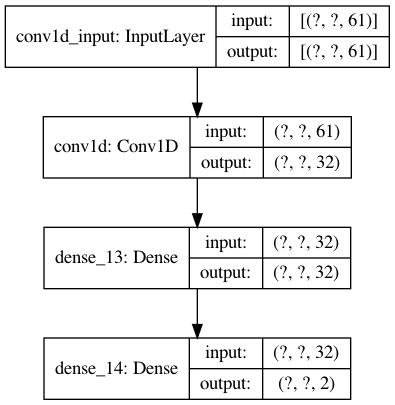 conv1d_input: InputLayer
input:
[(?, ?, 61)]
output:
[(?, ?, 61)]
conv1d: Conv1D
input:
(?, ?, 61)
output:
(?, ?, 32)
dense_13: Dense
input:
(?, ?, 32)
output:
(?, ?, 32)
dense_14: Dense
input:
(?, ?, 32)
output:
(?, ?, 2)